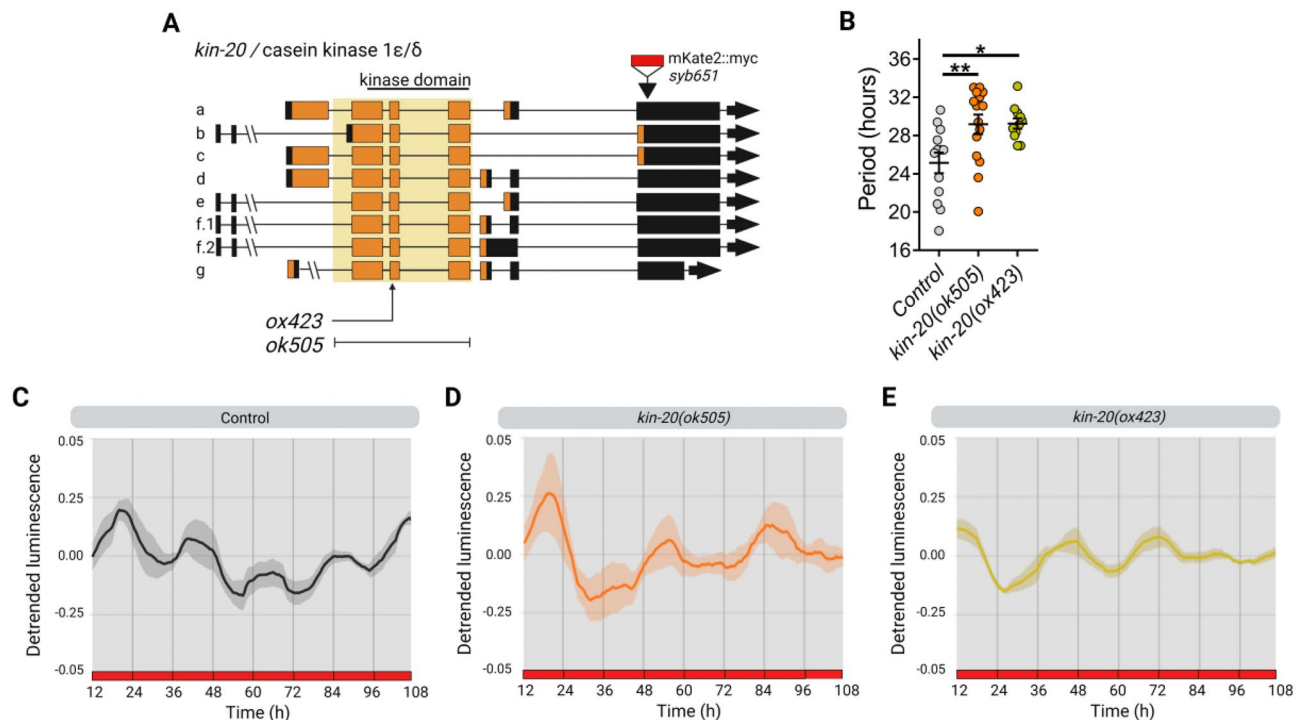 A
kin-20 / casein kinase 1ε/δ
kinase domain
mKate2::myc
syb651
a
b
c
d
e
f.1
f.2
g
ox423
ok505
B
Period (hours)
36
32
28
24
20
16
*
**
Control
kin-20(ok505)
kin-20(ox423)
C
Control
Detrended luminescence
0.05
0.25
0.00
-0.25
-0.05
12 24 36 48 60 72 84 96 108
Time (h)
D
kin-20(ok505)
Detrended luminescence
0.05
0.25
0.00
-0.25
-0.05
12 24 36 48 60 72 84 96 108
Time (h)
E
kin-20(ox423)
Detrended luminescence
0.05
0.25
0.00
-0.25
-0.05
12 24 36 48 60 72 84 96 108
Time (h)